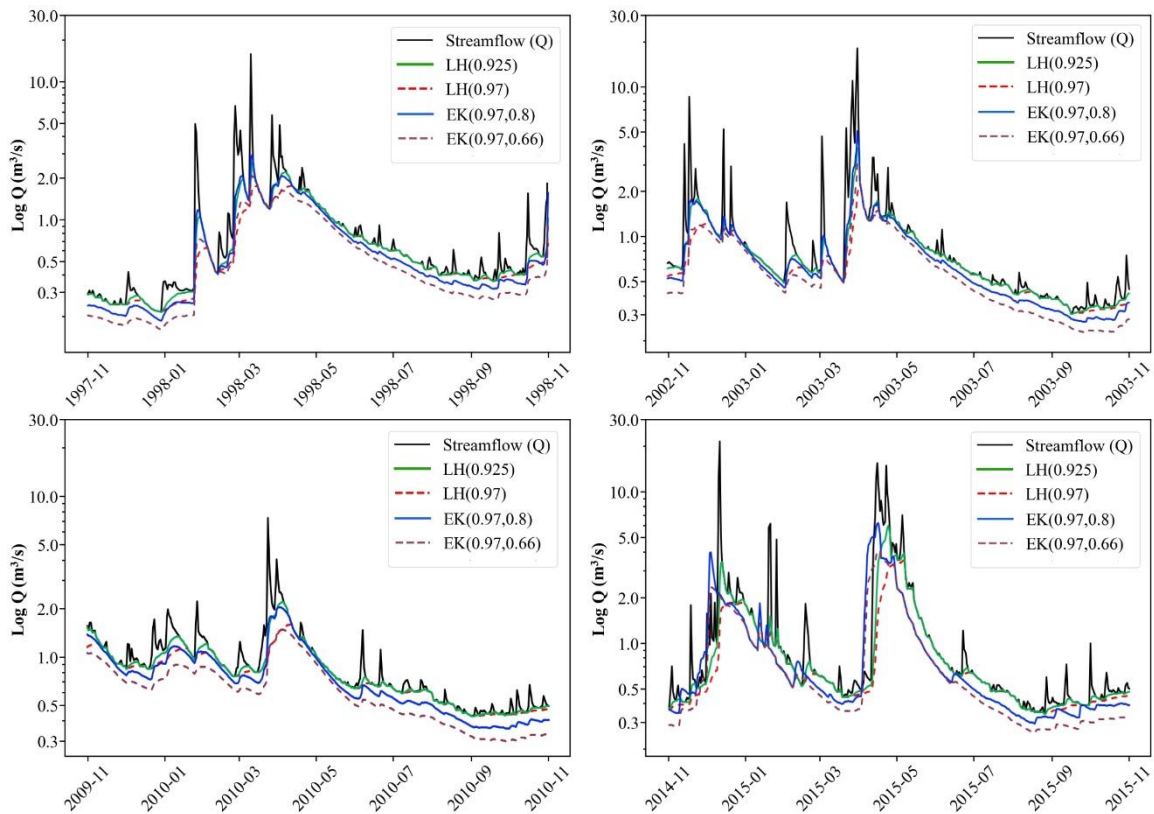 Log Q (m³/s)
30.0
10.0
5.0
2.0
1.0
0.5
0.3
Streamflow (Q)
LH(0.925)
LH(0.97)
EK(0.97,0.8)
EK(0.97,0.66)
1997-11
1998-01
1998-03
1998-05
1998-07
1998-09
1998-11
Log Q (m³/s)
30.0
10.0
5.0
2.0
1.0
0.5
0.3
Streamflow (Q)
LH(0.925)
LH(0.97)
EK(0.97,0.8)
EK(0.97,0.66)
2002-11
2003-01
2003-03
2003-05
2003-07
2003-09
2003-11
Log Q (m³/s)
30.0
10.0
5.0
2.0
1.0
0.5
0.3
Streamflow (Q)
LH(0.925)
LH(0.97)
EK(0.97,0.8)
EK(0.97,0.66)
2009-11
2010-01
2010-03
2010-05
2010-07
2010-09
2010-11
Log Q (m³/s)
30.0
10.0
5.0
2.0
1.0
0.5
0.3
Streamflow (Q)
LH(0.925)
LH(0.97)
EK(0.97,0.8)
EK(0.97,0.66)
2014-11
2015-01
2015-03
2015-05
2015-07
2015-09
2015-11